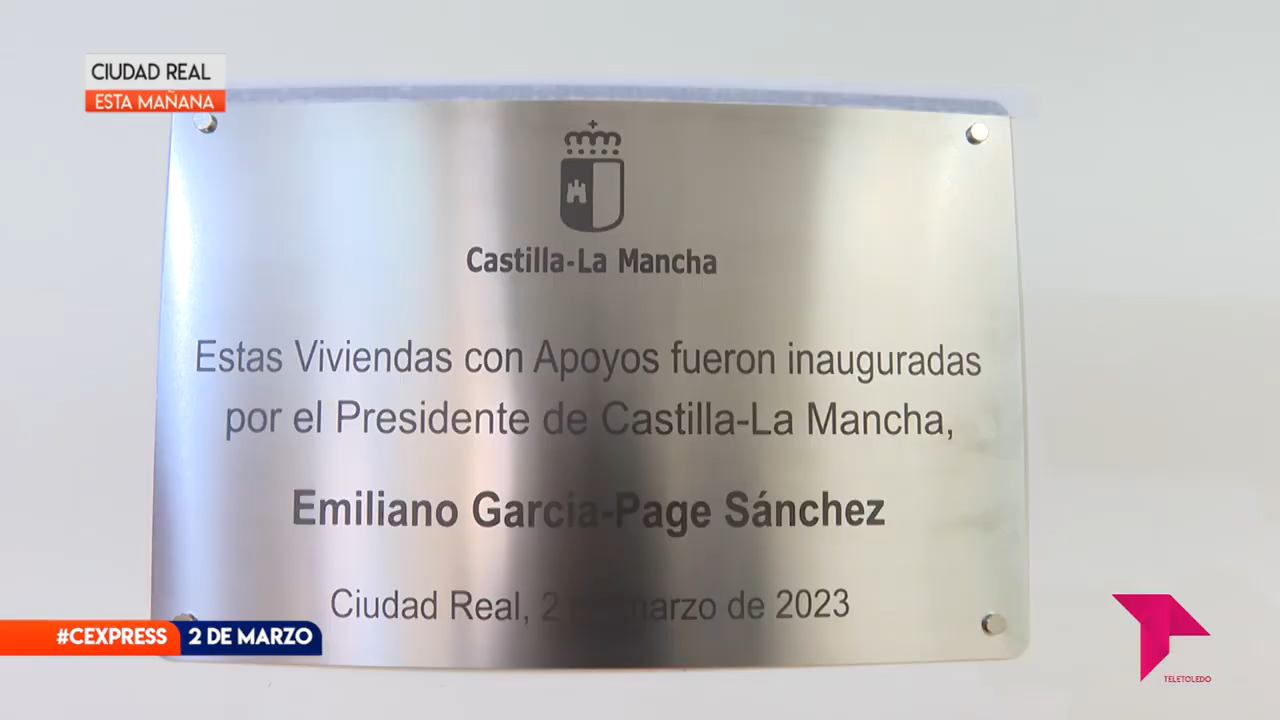 CIUDAD REAL
ESTA MAÑANA
Castilla-La Mancha
Estas Viviendas con Apoyos fueron inauguradas
por el Presidente de Castilla-La Mancha,
Emiliano García-Page Sánchez
Ciudad Real, 2 de marzo de 2023
#CEXPRESS 2 DE MARZO
TELETOLEDO